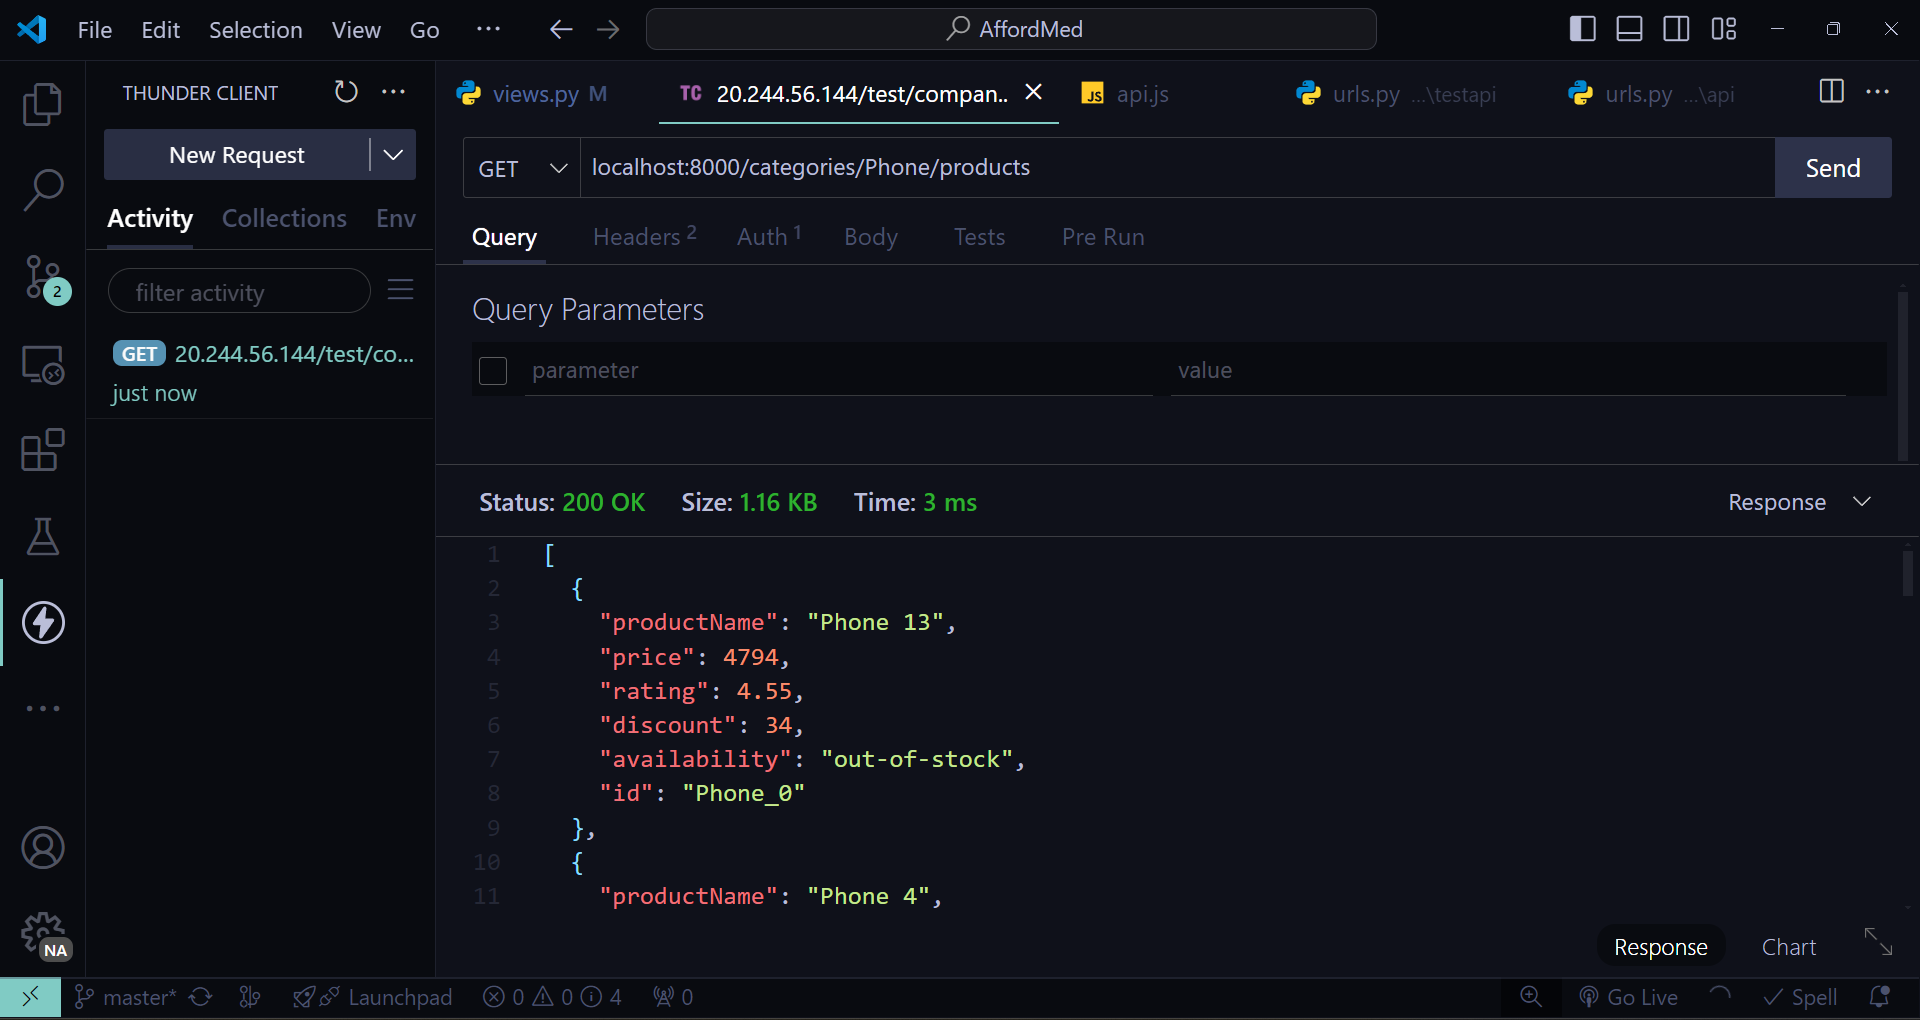 File Edit Selection View Go ··· AffordMed
THUNDER CLIENT ···
New Request
Activity Collections Env
filter activity
GET 20.244.56.144/test/co...
just now
2
NA
views.py M TC 20.244.56.144/test/compan.. JS api.js urls.py ...\testapi urls.py ...\api ···
GET localhost:8000/categories/Phone/products Send
Query Headers 2 Auth 1 Body Tests Pre Run
Query Parameters
parameter value
Status: 200 OK Size: 1.16 KB Time: 3 ms Response
1 [
2 {
3 "productName": "Phone 13",
4 "price": 4794,
5 "rating": 4.55,
6 "discount": 34,
7 "availability": "out-of-stock",
8 "id": "Phone_0"
9 },
10 {
11 "productName": "Phone 4",
Response Chart
master* Launchpad 0 0 4 0 Go Live Spell